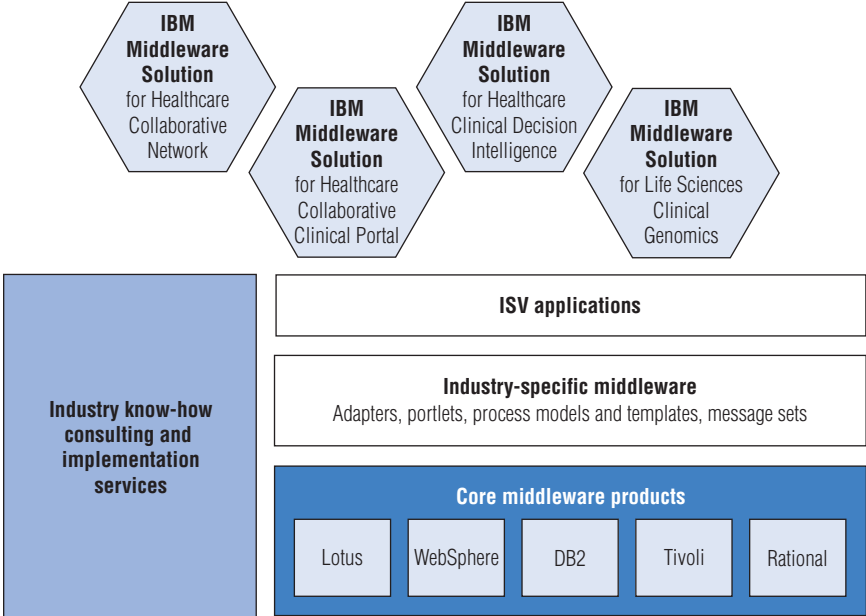 IBM
Middleware
Solution
for Healthcare
Collaborative
Network
IBM
Middleware
Solution
for Healthcare
Collaborative
Clinical Portal
IBM
Middleware
Solution
for Healthcare
Clinical Decision
Intelligence
IBM
Middleware
Solution
for Life Sciences
Clinical
Genomics
Industry know-how
consulting and
implementation
services
ISV applications
Industry-specific middleware
Adapters, portlets, process models and templates, message sets
Core middleware products
Lotus
WebSphere
DB2
Tivoli
Rational